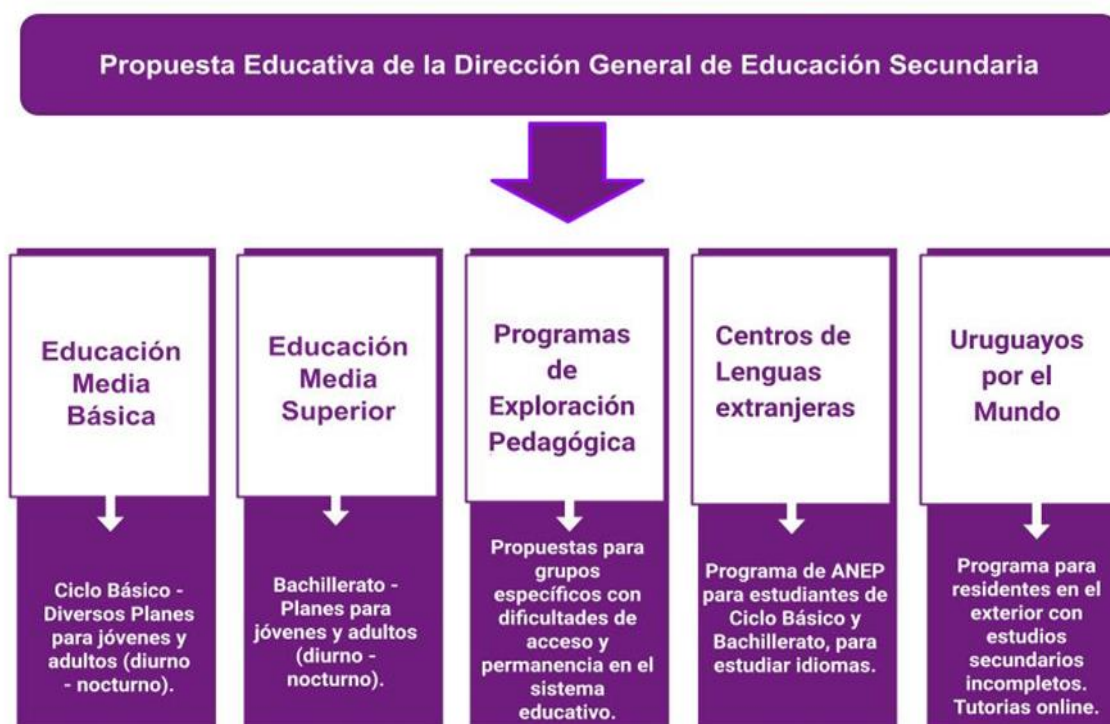 Propuesta Educativa de la Dirección General de Educación Secundaria
Educación
Media
Básica
Ciclo Básico -
Diversos Planes
para jóvenes y
adultos (diurno
- nocturno).
Educación
Media
Superior
Bachillerato -
Planes para
jóvenes y adultos
(diurno -
nocturno).
Programas
de
Exploración
Pedagógica
Propuestas para
grupos
específicos con
dificultades de
acceso y
permanencia en el
sistema
educativo.
Centros de
Lenguas
extranjeras
Programa de ANEP
para estudiantes de
Ciclo Básico y
Bachillerato, para
estudiar idiomas.
Uruguayos
por el
Mundo
Programa para
residentes en el
exterior con
estudios
secundarios
incompletos.
Tutorias online.